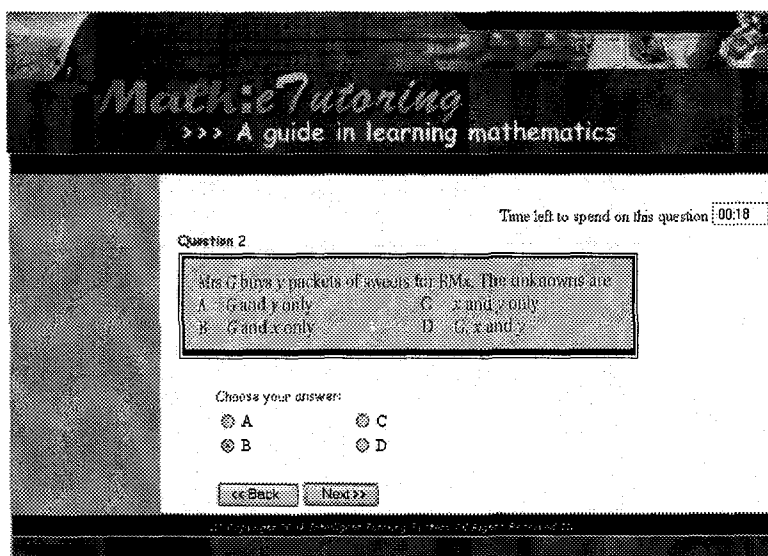 Math:eTutoring
>>> A guide in learning mathematics
Time left to spend on this question 00:18
Question 2
Mrs G buys y packets of sweets for RMx. The unknowns are
A G and y only C x and y only
B G and x only D G, x and y
Choose your answer:
A C
B D
<< Back Next >>